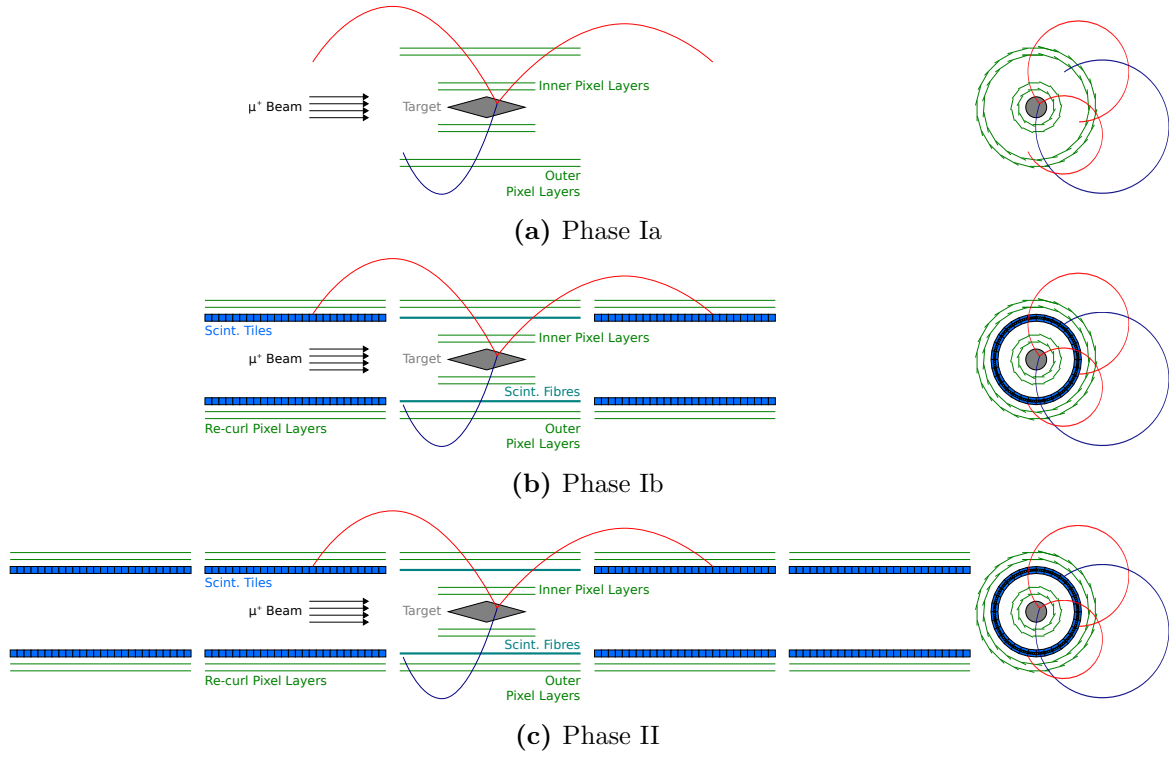 Inner Pixel Layers
μ⁺ Beam
Target
Outer
Pixel Layers
(a) Phase Ia
Scint. Tiles
Inner Pixel Layers
μ⁺ Beam
Target
Scint. Fibres
Re-curl Pixel Layers
Outer
Pixel Layers
(b) Phase Ib
Scint. Tiles
Inner Pixel Layers
μ⁺ Beam
Target
Scint. Fibres
Re-curl Pixel Layers
Outer
Pixel Layers
(c) Phase II